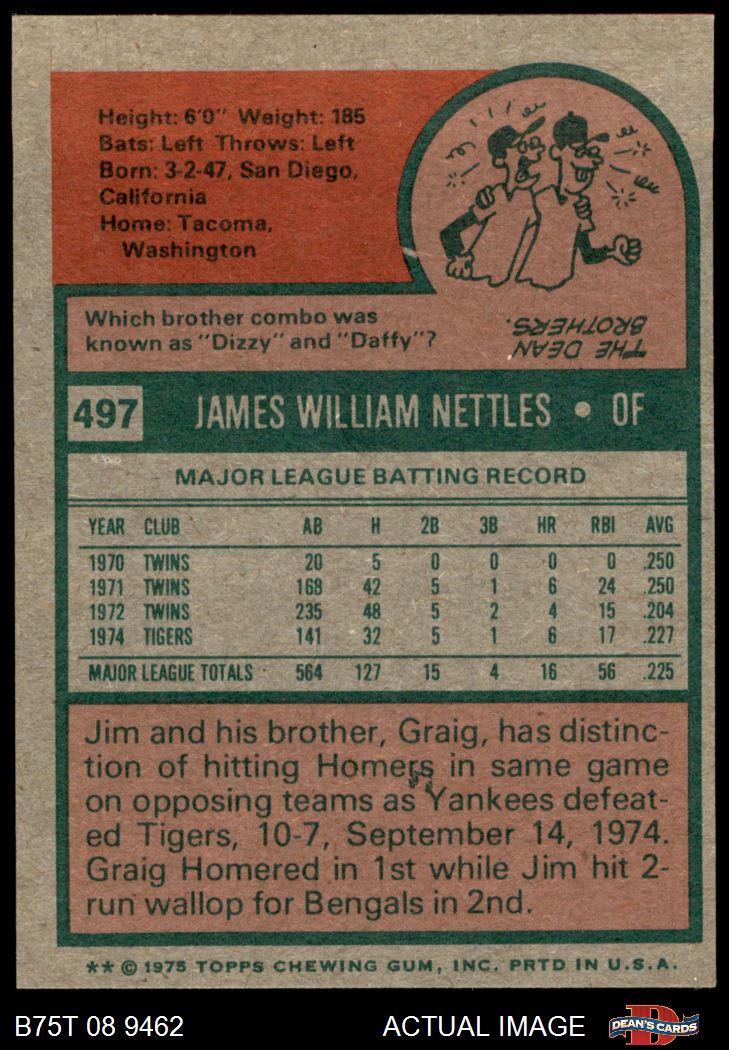 Height: 6'0" Weight: 185
Bats: Left Throws: Left
Born: 3-2-47, San Diego,
California
Home: Tacoma,
Washington
Which brother combo was
known as "Dizzy" and "Daffy"?
THE DEAN
BROTHERS.
497 JAMES WILLIAM NETTLES • OF
MAJOR LEAGUE BATTING RECORD
YEAR CLUB AB H 2B 3B HR RBI AVG
1970 TWINS 20 5 0 0 0 0 .250
1971 TWINS 168 42 5 1 6 24 .250
1972 TWINS 235 48 5 2 4 15 .204
1974 TIGERS 141 32 5 1 6 17 .227
MAJOR LEAGUE TOTALS 564 127 15 4 16 56 .225
Jim and his brother, Graig, has distinc-
tion of hitting Homers in same game
on opposing teams as Yankees defeat-
ed Tigers, 10-7, September 14, 1974.
Graig Homered in 1st while Jim hit 2-
run wallop for Bengals in 2nd.
** © 1975 TOPPS CHEWING GUM, INC. PRTD IN U.S.A.
B75T 08 9462 ACTUAL IMAGE DEAN'S CARDS